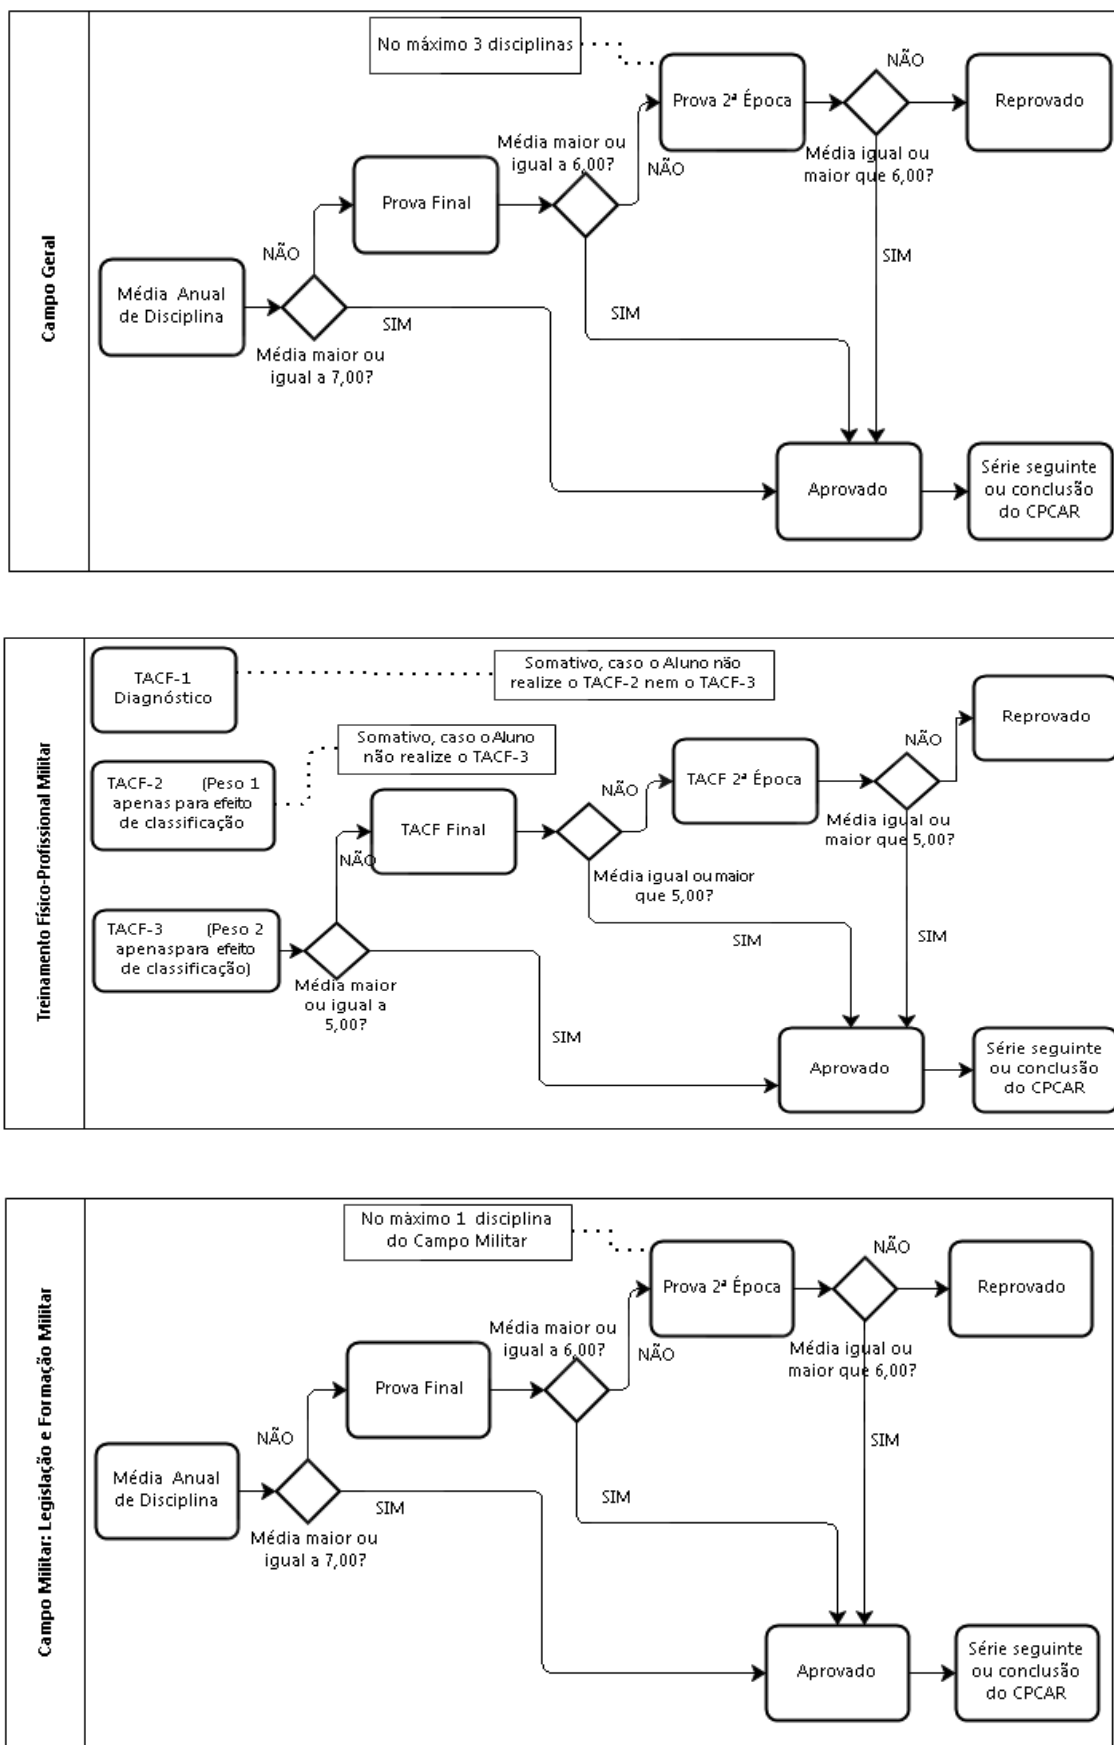 Campo Geral
No máximo 3 disciplinas
Prova 2ª Época
NÃO
Reprovado
Média maior ou
igual a 6,00?
NÃO
Média igual ou
maior que 6,00?
Prova Final
NÃO
SIM
Média Anual
de Disciplina
SIM
SIM
Média maior ou
igual a 7,00?
Aprovado
Série seguinte
ou conclusão
do CPCAR
Treinamento Físico-Profissional Militar
TACF-1
Diagnóstico
Somativo, caso o Aluno não
realize o TACF-2 nem o TACF-3
Reprovado
Somativo, caso o Aluno
não realize o TACF-3
NÃO
TACF-2 (Peso 1
apenas para efeito
de classificação
TACF 2ª Época
NÃO
Média igual ou
maior que 5,00?
TACF Final
NÃO
Média igual ou maior
que 5,00?
TACF-3 (Peso 2
apenas para efeito
de classificação)
SIM
SIM
Média maior
ou igual a
5,00?
SIM
Aprovado
Série seguinte
ou conclusão
do CPCAR
Campo Militar: Legislação e Formação Militar
No máximo 1 disciplina
do Campo Militar
NÃO
Prova 2ª Época
Reprovado
Média maior ou
igual a 6,00?
NÃO
Média igual ou
maior que 6,00?
Prova Final
NÃO
SIM
Média Anual
de Disciplina
SIM
SIM
Média maior ou
igual a 7,00?
Aprovado
Série seguinte
ou conclusão
do CPCAR